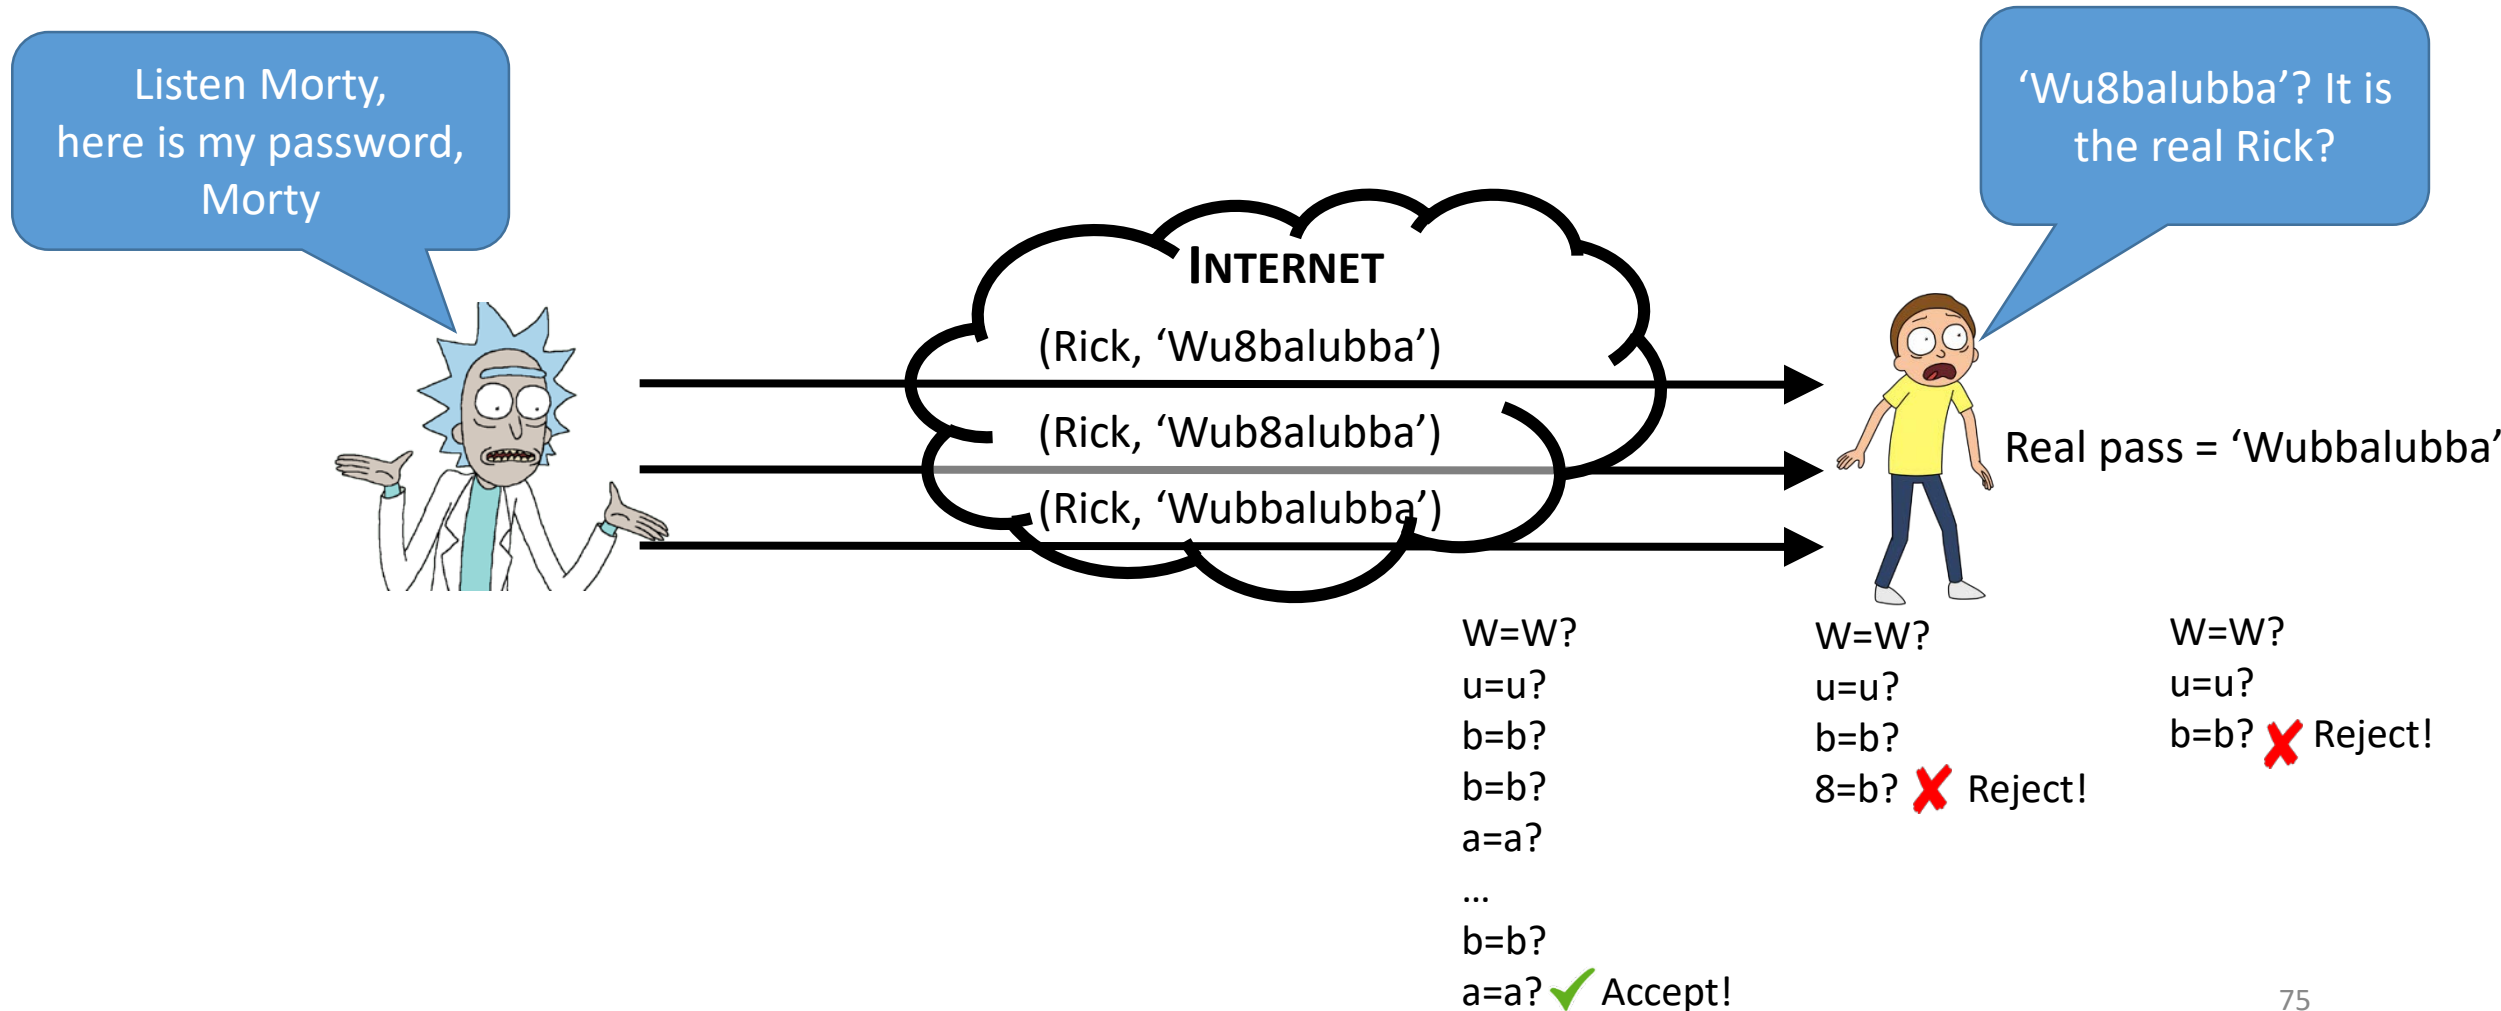 Listen Morty,
here is my password,
Morty
‘Wu8balubba’? It is
the real Rick?
INTERNET
(Rick, ‘Wu8balubba’)
(Rick, ‘Wub8alubba’)
(Rick, ‘Wubbalubba’)
Real pass = ‘Wubbalubba’
W=W?
u=u?
b=b?
b=b?
a=a?
...
b=b?
a=a? Accept!
W=W?
u=u?
b=b?
8=b? Reject!
W=W?
u=u?
b=b? Reject!
75